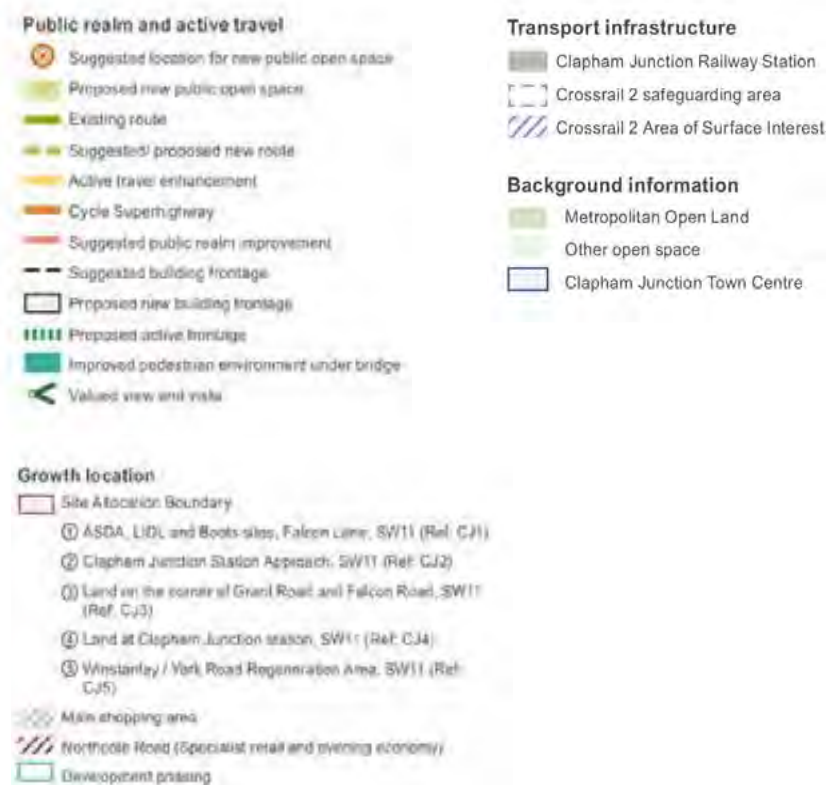 Public realm and active travel
Suggested location for new public open space
Proposed new public open space
Existing route
Suggested/ proposed new route
Active travel enhancement
Cycle Superhighway
Suggested public realm improvement
Suggested building frontage
Proposed new building frontage
Proposed active frontage
Improved pedestrian environment under bridge
Valued view and vista
Growth location
Site Allocation Boundary
① ASDA, LIDL and Boots sites, Falcon Lane, SW11 (Ref: CJ1)
② Clapham Junction Station Approach, SW11 (Ref: CJ2)
③ Land on the corner of Grant Road and Falcon Road, SW11
(Ref: CJ3)
④ Land at Clapham Junction station, SW11 (Ref: CJ4)
⑤ Winstanley / York Road Regeneration Area, SW11 (Ref:
CJ5)
Main shopping area
Northcote Road (Specialist retail and evening economy)
Development phasing
Transport infrastructure
Clapham Junction Railway Station
Crossrail 2 safeguarding area
Crossrail 2 Area of Surface Interest
Background information
Metropolitan Open Land
Other open space
Clapham Junction Town Centre